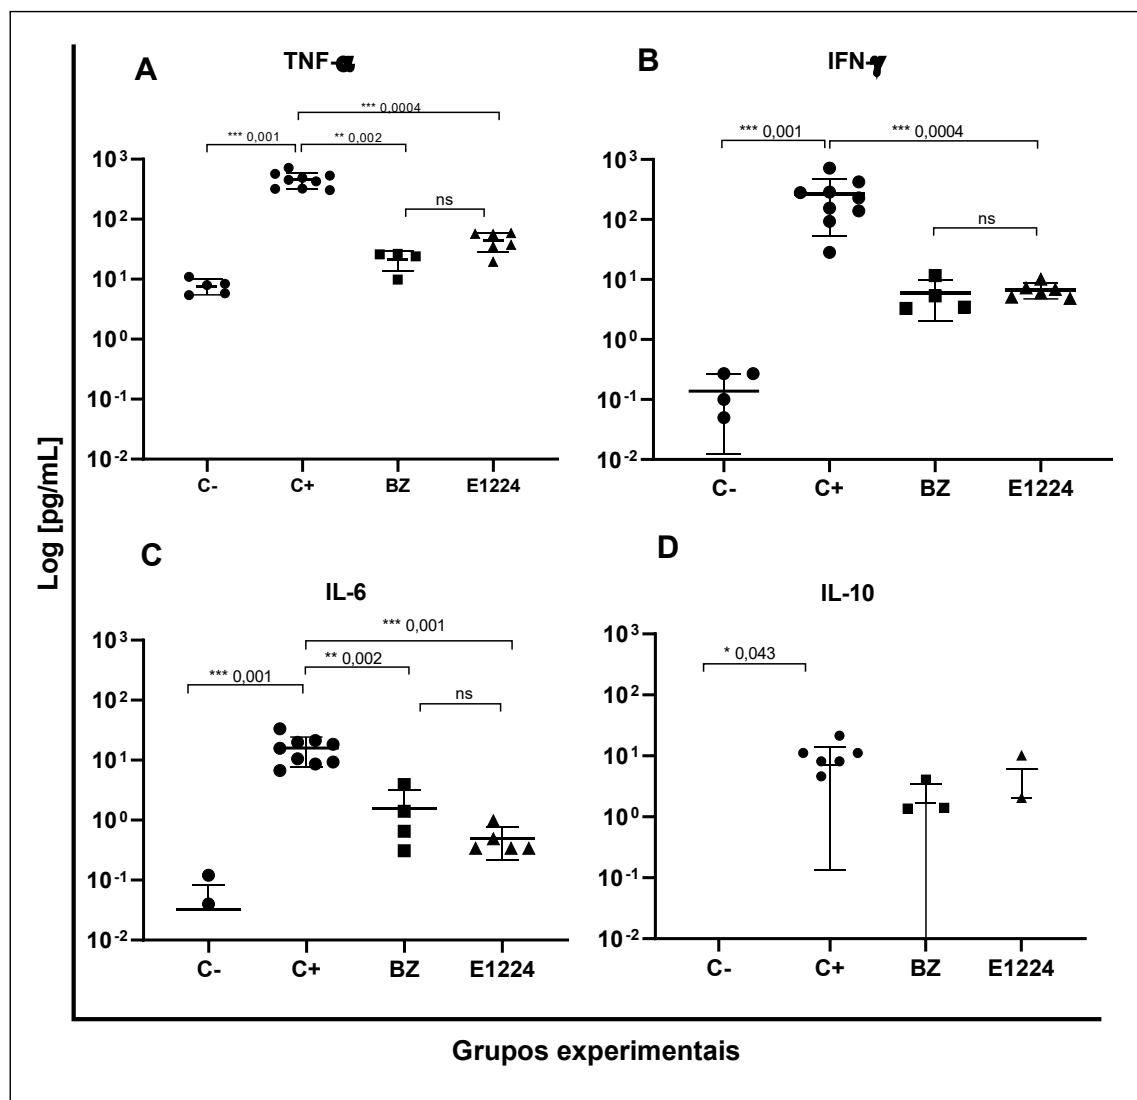 A
TNF-α
*** 0,0004
*** 0,001
** 0,002
ns
10³
10²
10¹
10⁰
10⁻¹
10⁻²
C-
C+
BZ
E1224
B
IFN-γ
*** 0,001
*** 0,0004
ns
10³
10²
10¹
10⁰
10⁻¹
10⁻²
C-
C+
BZ
E1224
Log [pg/mL]
C
IL-6
*** 0,001
** 0,002
*** 0,001
ns
10³
10²
10¹
10⁰
10⁻¹
10⁻²
C-
C+
BZ
E1224
D
IL-10
* 0,043
10³
10²
10¹
10⁰
10⁻¹
10⁻²
C-
C+
BZ
E1224
Grupos experimentais